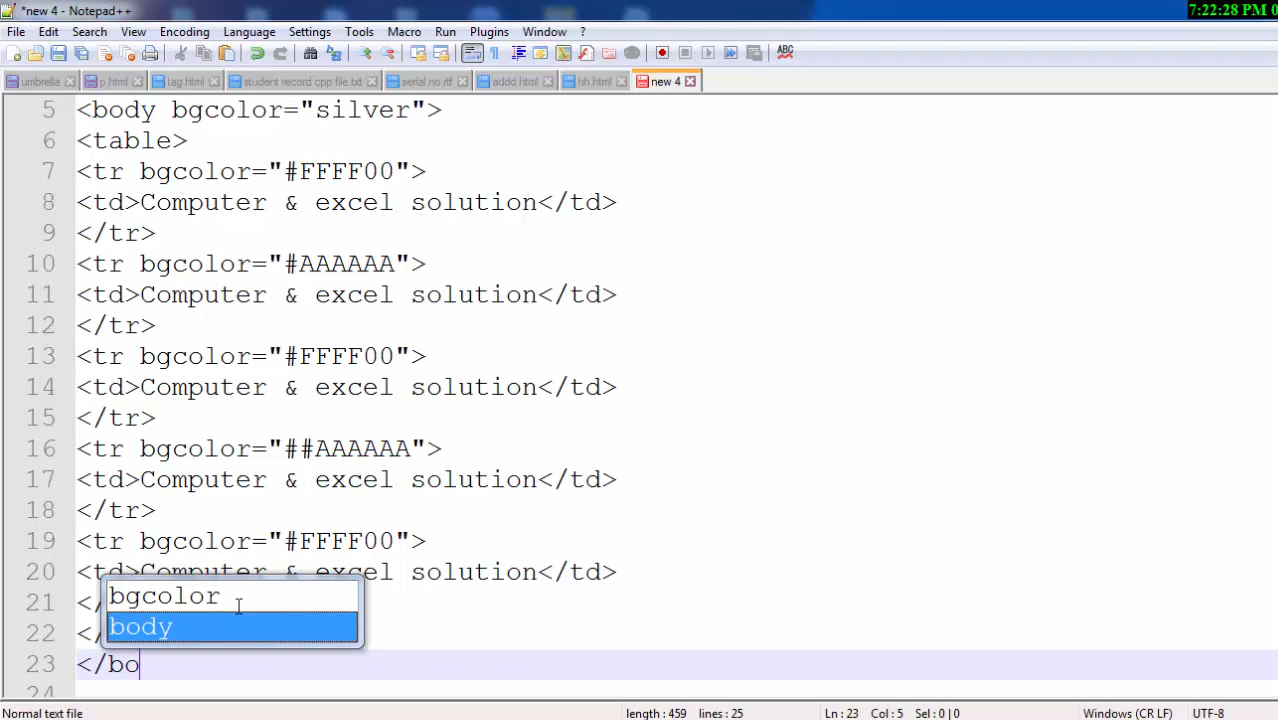 *new 4 - Notepad++
7:22:28 PM
File Edit Search View Encoding Language Settings Tools Macro Run Plugins Window ?
umbrella p.html tag.html student record cpp file.txt serial no.rtf addd.html hh.html new 4
5 <body bgcolor="silver">
6 <table>
7 <tr bgcolor="#FFFF00">
8 <td>Computer & excel solution</td>
9 </tr>
10 <tr bgcolor="#AAAAAA">
11 <td>Computer & excel solution</td>
12 </tr>
13 <tr bgcolor="#FFFF00">
14 <td>Computer & excel solution</td>
15 </tr>
16 <tr bgcolor="##AAAAAA">
17 <td>Computer & excel solution</td>
18 </tr>
19 <tr bgcolor="#FFFF00">
20 <td>Computer & excel solution</td>
21 </
bgcolor
22 </
body
23 </bo
24
Normal text file length : 459 lines : 25 Ln : 23 Col : 5 Sel : 0 | 0 Windows (CR LF) UTF-8